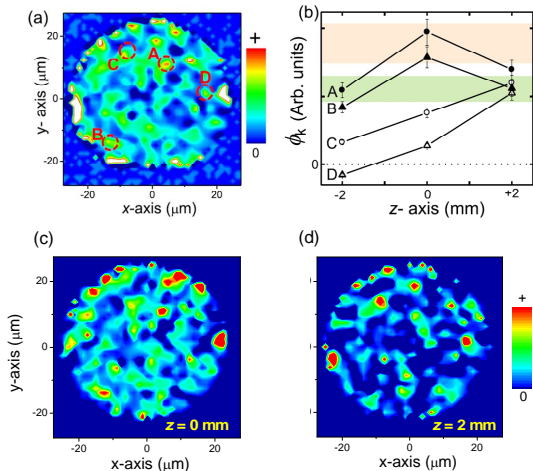 (a)
(b)
+
0
A
C
D
B
y- axis (μm)
20
0
-20
-20
0
20
x-axis (μm)
ϕk (Arb. units)
A
B
C
D
0
-2
0
+2
z- axis (mm)
(c)
(d)
y-axis (μm)
20
0
-20
-20
0
20
x-axis (μm)
z = 0 mm
-20
0
20
x-axis (μm)
z = 2 mm
+
0